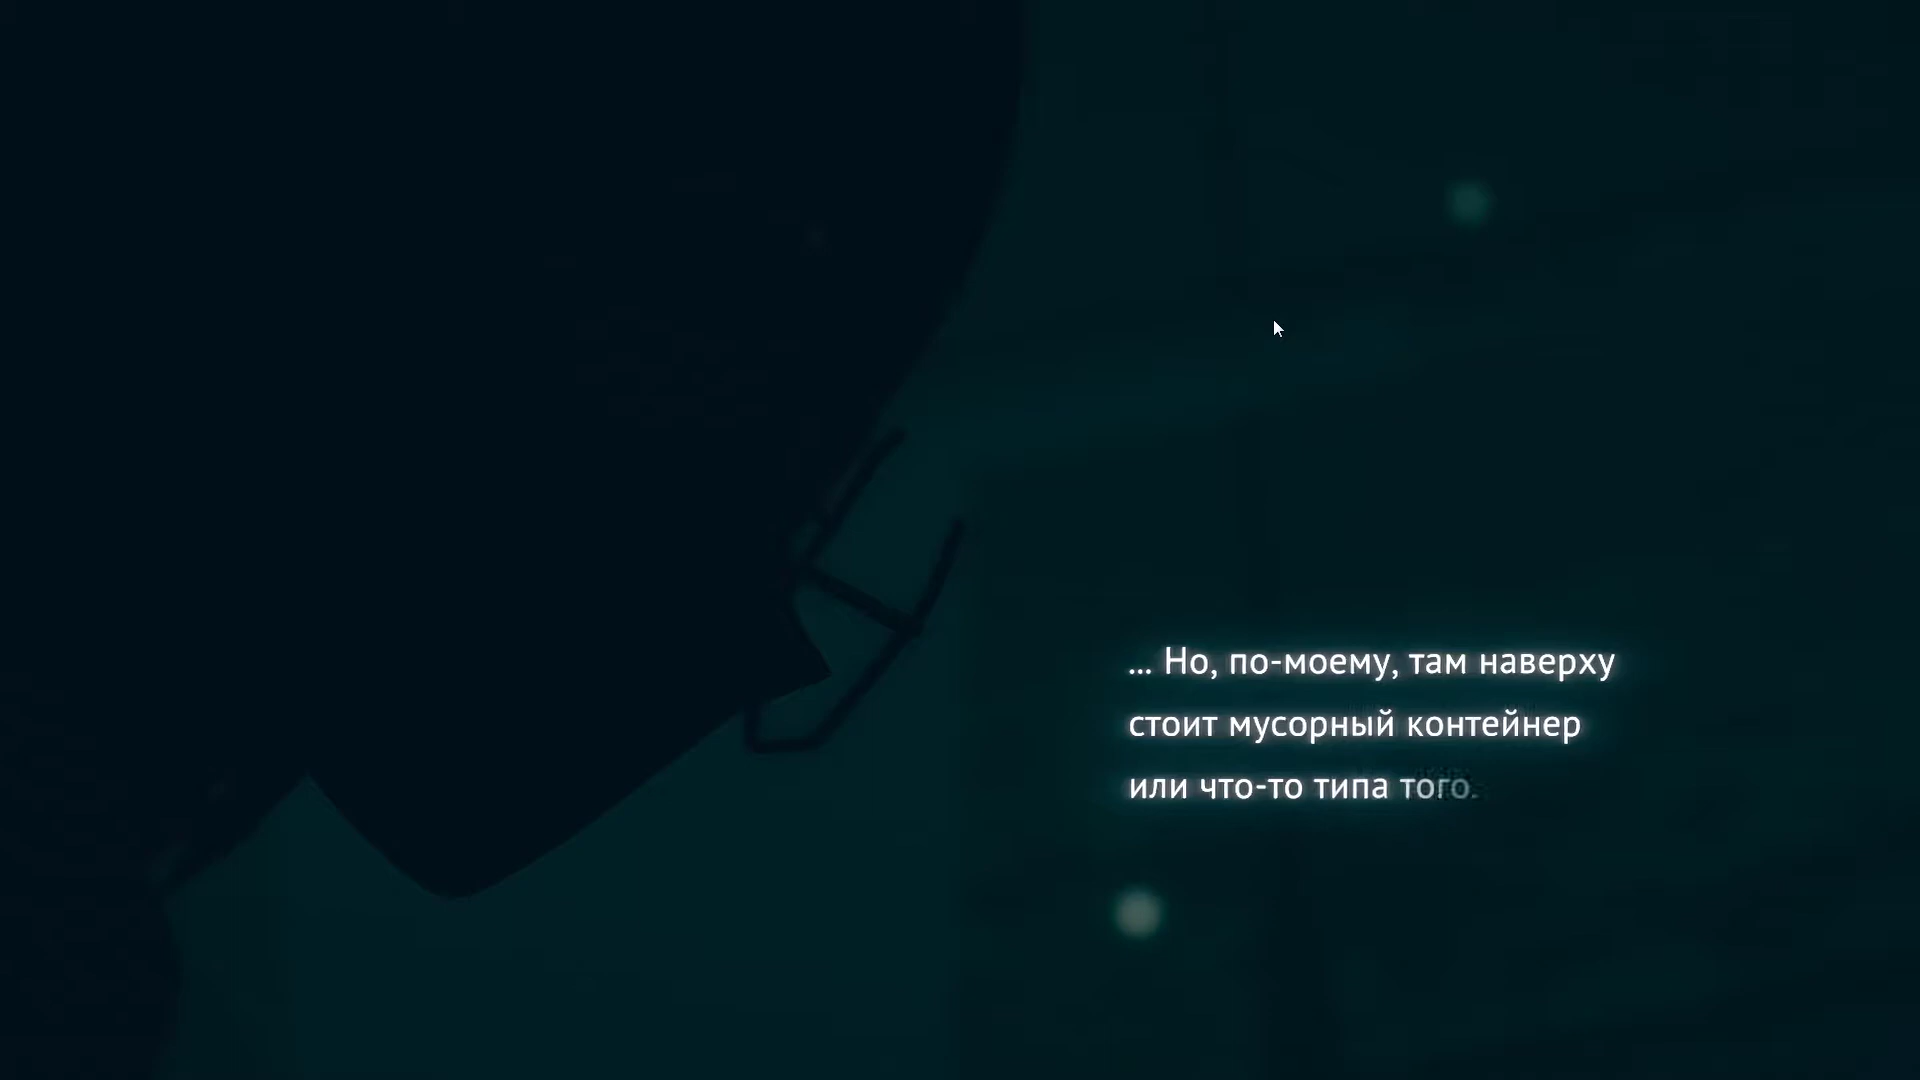 ... Но, по-моему, там наверху
стоит мусорный контейнер
или что-то типа того.